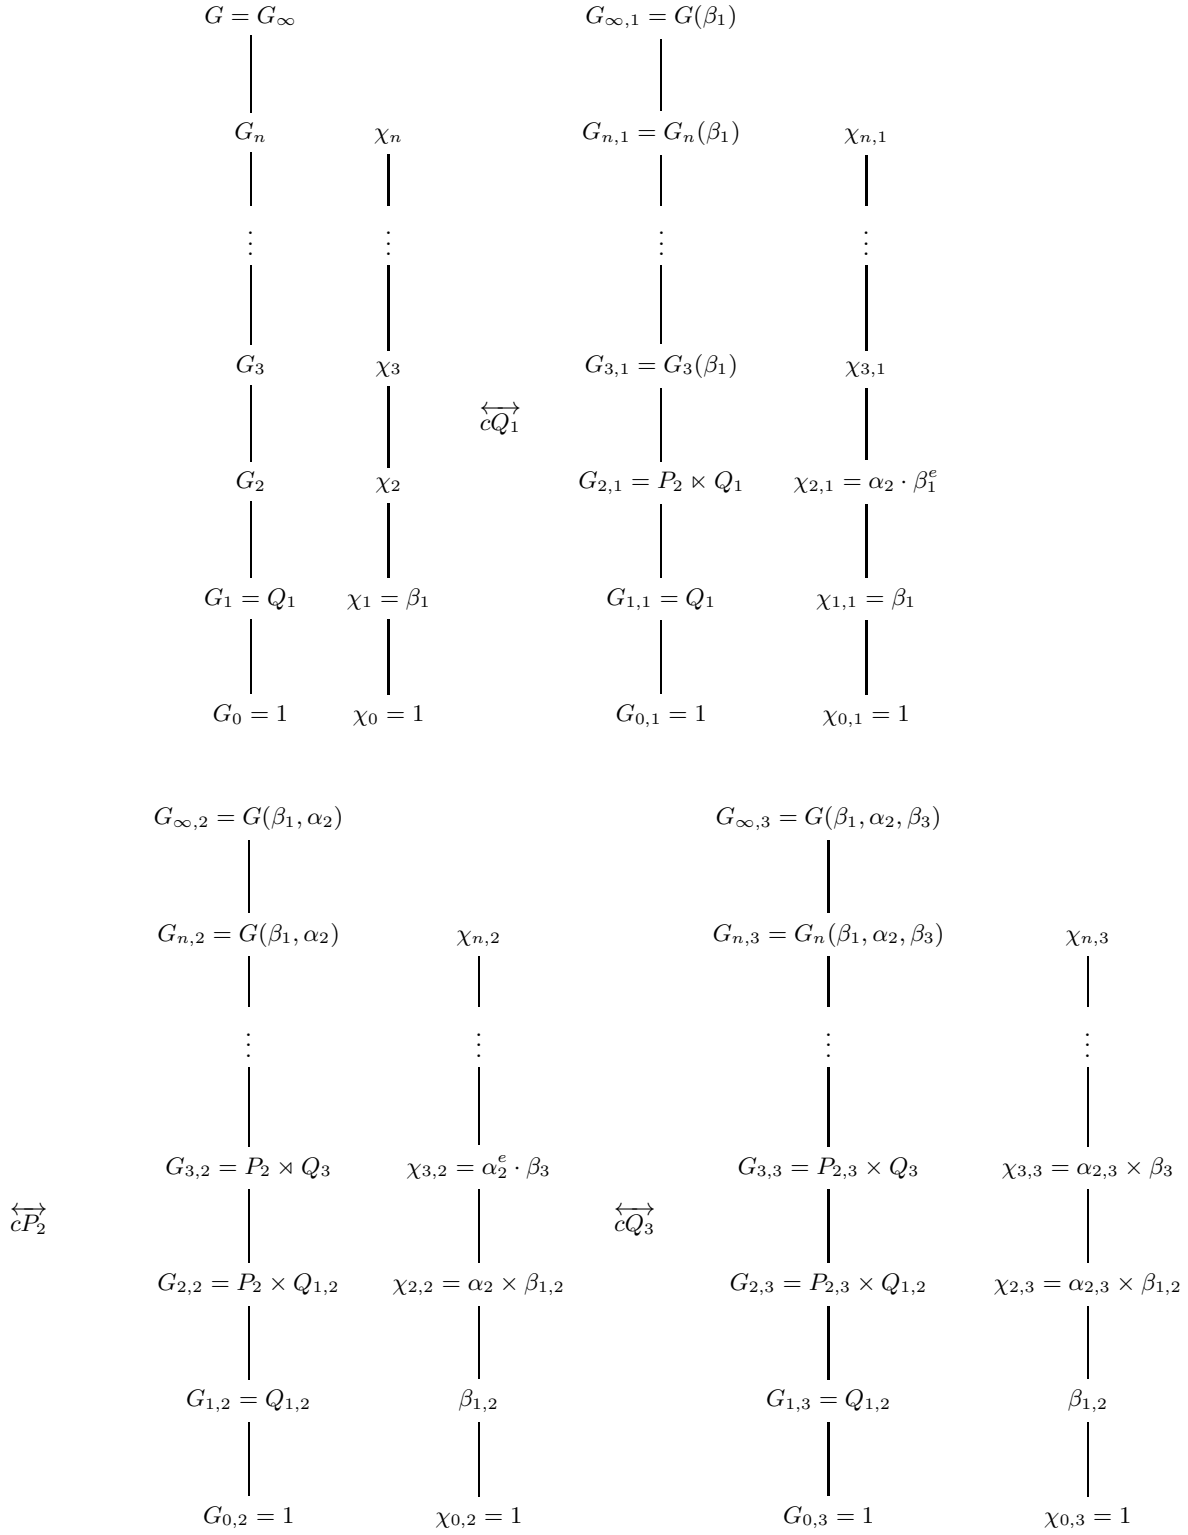 G = G_∞ G_{∞,1} = G(β_1)
G_n χ_n G_{n,1} = G_n(β_1) χ_{n,1}
⋮ ⋮ ⋮ ⋮
G_3 χ_3 G_{3,1} = G_3(β_1) χ_{3,1}
⟷
cQ_1
G_2 χ_2 G_{2,1} = P_2 ⋉ Q_1 χ_{2,1} = α_2 · β_1^e
G_1 = Q_1 χ_1 = β_1 G_{1,1} = Q_1 χ_{1,1} = β_1
G_0 = 1 χ_0 = 1 G_{0,1} = 1 χ_{0,1} = 1
G_{∞,2} = G(β_1, α_2) G_{∞,3} = G(β_1, α_2, β_3)
G_{n,2} = G(β_1, α_2) χ_{n,2} G_{n,3} = G_n(β_1, α_2, β_3) χ_{n,3}
⋮ ⋮ ⋮ ⋮
G_{3,2} = P_2 ⋊ Q_3 χ_{3,2} = α_2^e · β_3 G_{3,3} = P_{2,3} × Q_3 χ_{3,3} = α_{2,3} × β_3
⟷ ⟷
cP_2 cQ_3
G_{2,2} = P_2 × Q_{1,2} χ_{2,2} = α_2 × β_{1,2} G_{2,3} = P_{2,3} × Q_{1,2} χ_{2,3} = α_{2,3} × β_{1,2}
G_{1,2} = Q_{1,2} β_{1,2} G_{1,3} = Q_{1,2} β_{1,2}
G_{0,2} = 1 χ_{0,2} = 1 G_{0,3} = 1 χ_{0,3} = 1